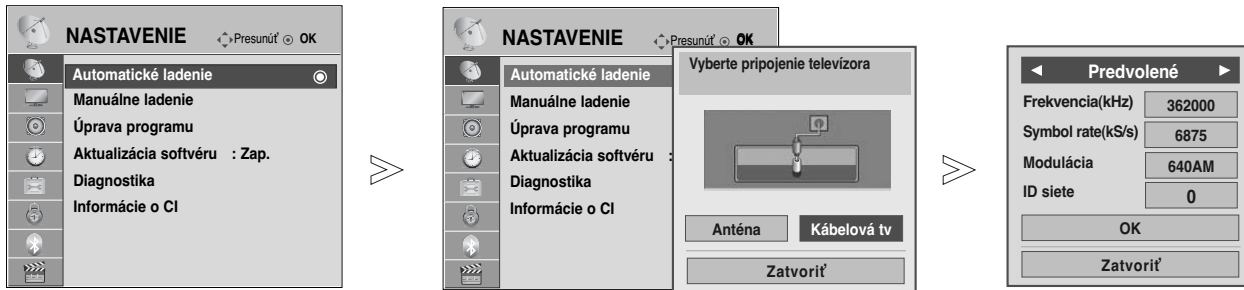 NASTAVENIE Presunúť OK
Automatické ladenie
Manuálne ladenie
Úprava programu
Aktualizácia softvéru : Zap.
Diagnostika
Informácie o CI
NASTAVENIE Presunúť OK
Automatické ladenie
Manuálne ladenie
Úprava programu
Aktualizácia softvéru :
Diagnostika
Informácie o CI
Vyberte pripojenie televízora
Anténa Kábelová tv
Zatvoriť
◄ Predvolené ►
Frekvencia(kHz) 362000
Symbol rate(kS/s) 6875
Modulácia 640AM
ID siete 0
OK
Zatvoriť